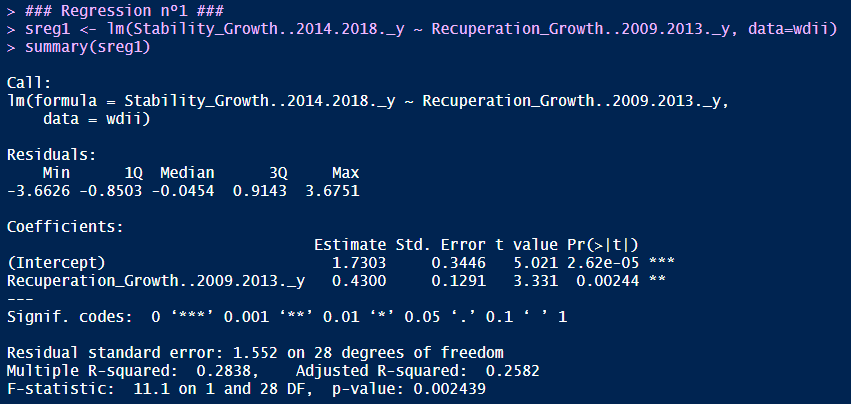 > ### Regression nº1 ###
> sreg1 <- lm(Stability_Growth..2014.2018._y ~ Recuperation_Growth..2009.2013._y, data=wdii)
> summary(sreg1)

Call:
lm(formula = Stability_Growth..2014.2018._y ~ Recuperation_Growth..2009.2013._y,
    data = wdii)

Residuals:
    Min      1Q  Median      3Q     Max
-3.6626 -0.8503 -0.0454  0.9143  3.6751

Coefficients:
                                  Estimate Std. Error t value Pr(>|t|)
(Intercept)                         1.7303     0.3446   5.021 2.62e-05 ***
Recuperation_Growth..2009.2013._y   0.4300     0.1291   3.331  0.00244 **
---
Signif. codes:  0 ‘***’ 0.001 ‘**’ 0.01 ‘*’ 0.05 ‘.’ 0.1 ‘ ’ 1

Residual standard error: 1.552 on 28 degrees of freedom
Multiple R-squared:  0.2838,    Adjusted R-squared:  0.2582
F-statistic:  11.1 on 1 and 28 DF,  p-value: 0.002439